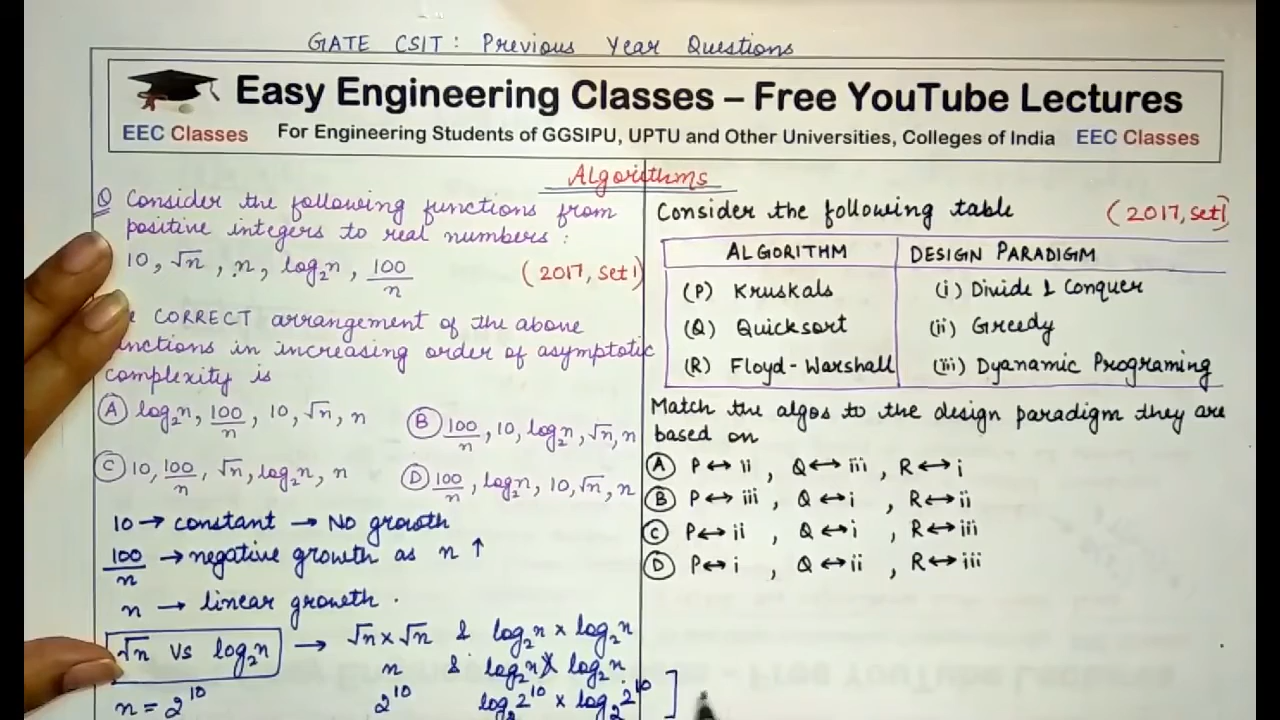 GATE CSIT: Previous Year Questions
Easy Engineering Classes – Free YouTube Lectures
EEC Classes For Engineering Students of GGSIPU, UPTU and Other Universities, Colleges of India EEC Classes
Algorithms
Q Consider the following functions from
positive integers to real numbers:
10, √n, n, log₂n, 100/n (2017, Set 1)
CORRECT arrangement of the above
in increasing order of asymptotic
complexity is
(A) log₂n, 100/n, 10, √n, n
(B) 100/n, 10, log₂n, √n, n
(C) 10, 100/n, √n, log₂n, n
(D) 100/n, log₂n, 10, √n, n
10 → constant → No growth
100/n → negative growth as n ↑
n → linear growth.
√n vs log₂n → √n × √n & log₂n × log₂n
n & log₂n × log₂n
n = 2¹⁰ 2¹⁰ log₂2¹⁰ × log₂2¹⁰ ]
Consider the following table (2017, Set 1)
ALGORITHM DESIGN PARADIGM
(P) Kruskals (i) Divide & Conquer
(Q) Quicksort (ii) Greedy
(R) Floyd-Warshall (iii) Dyanamic Programing
Match the algos to the design paradigm they are
based on
(A) P↔ii, Q↔iii, R↔i
(B) P↔iii, Q↔i, R↔ii
(C) P↔ii, Q↔i, R↔iii
(D) P↔i, Q↔ii, R↔iii